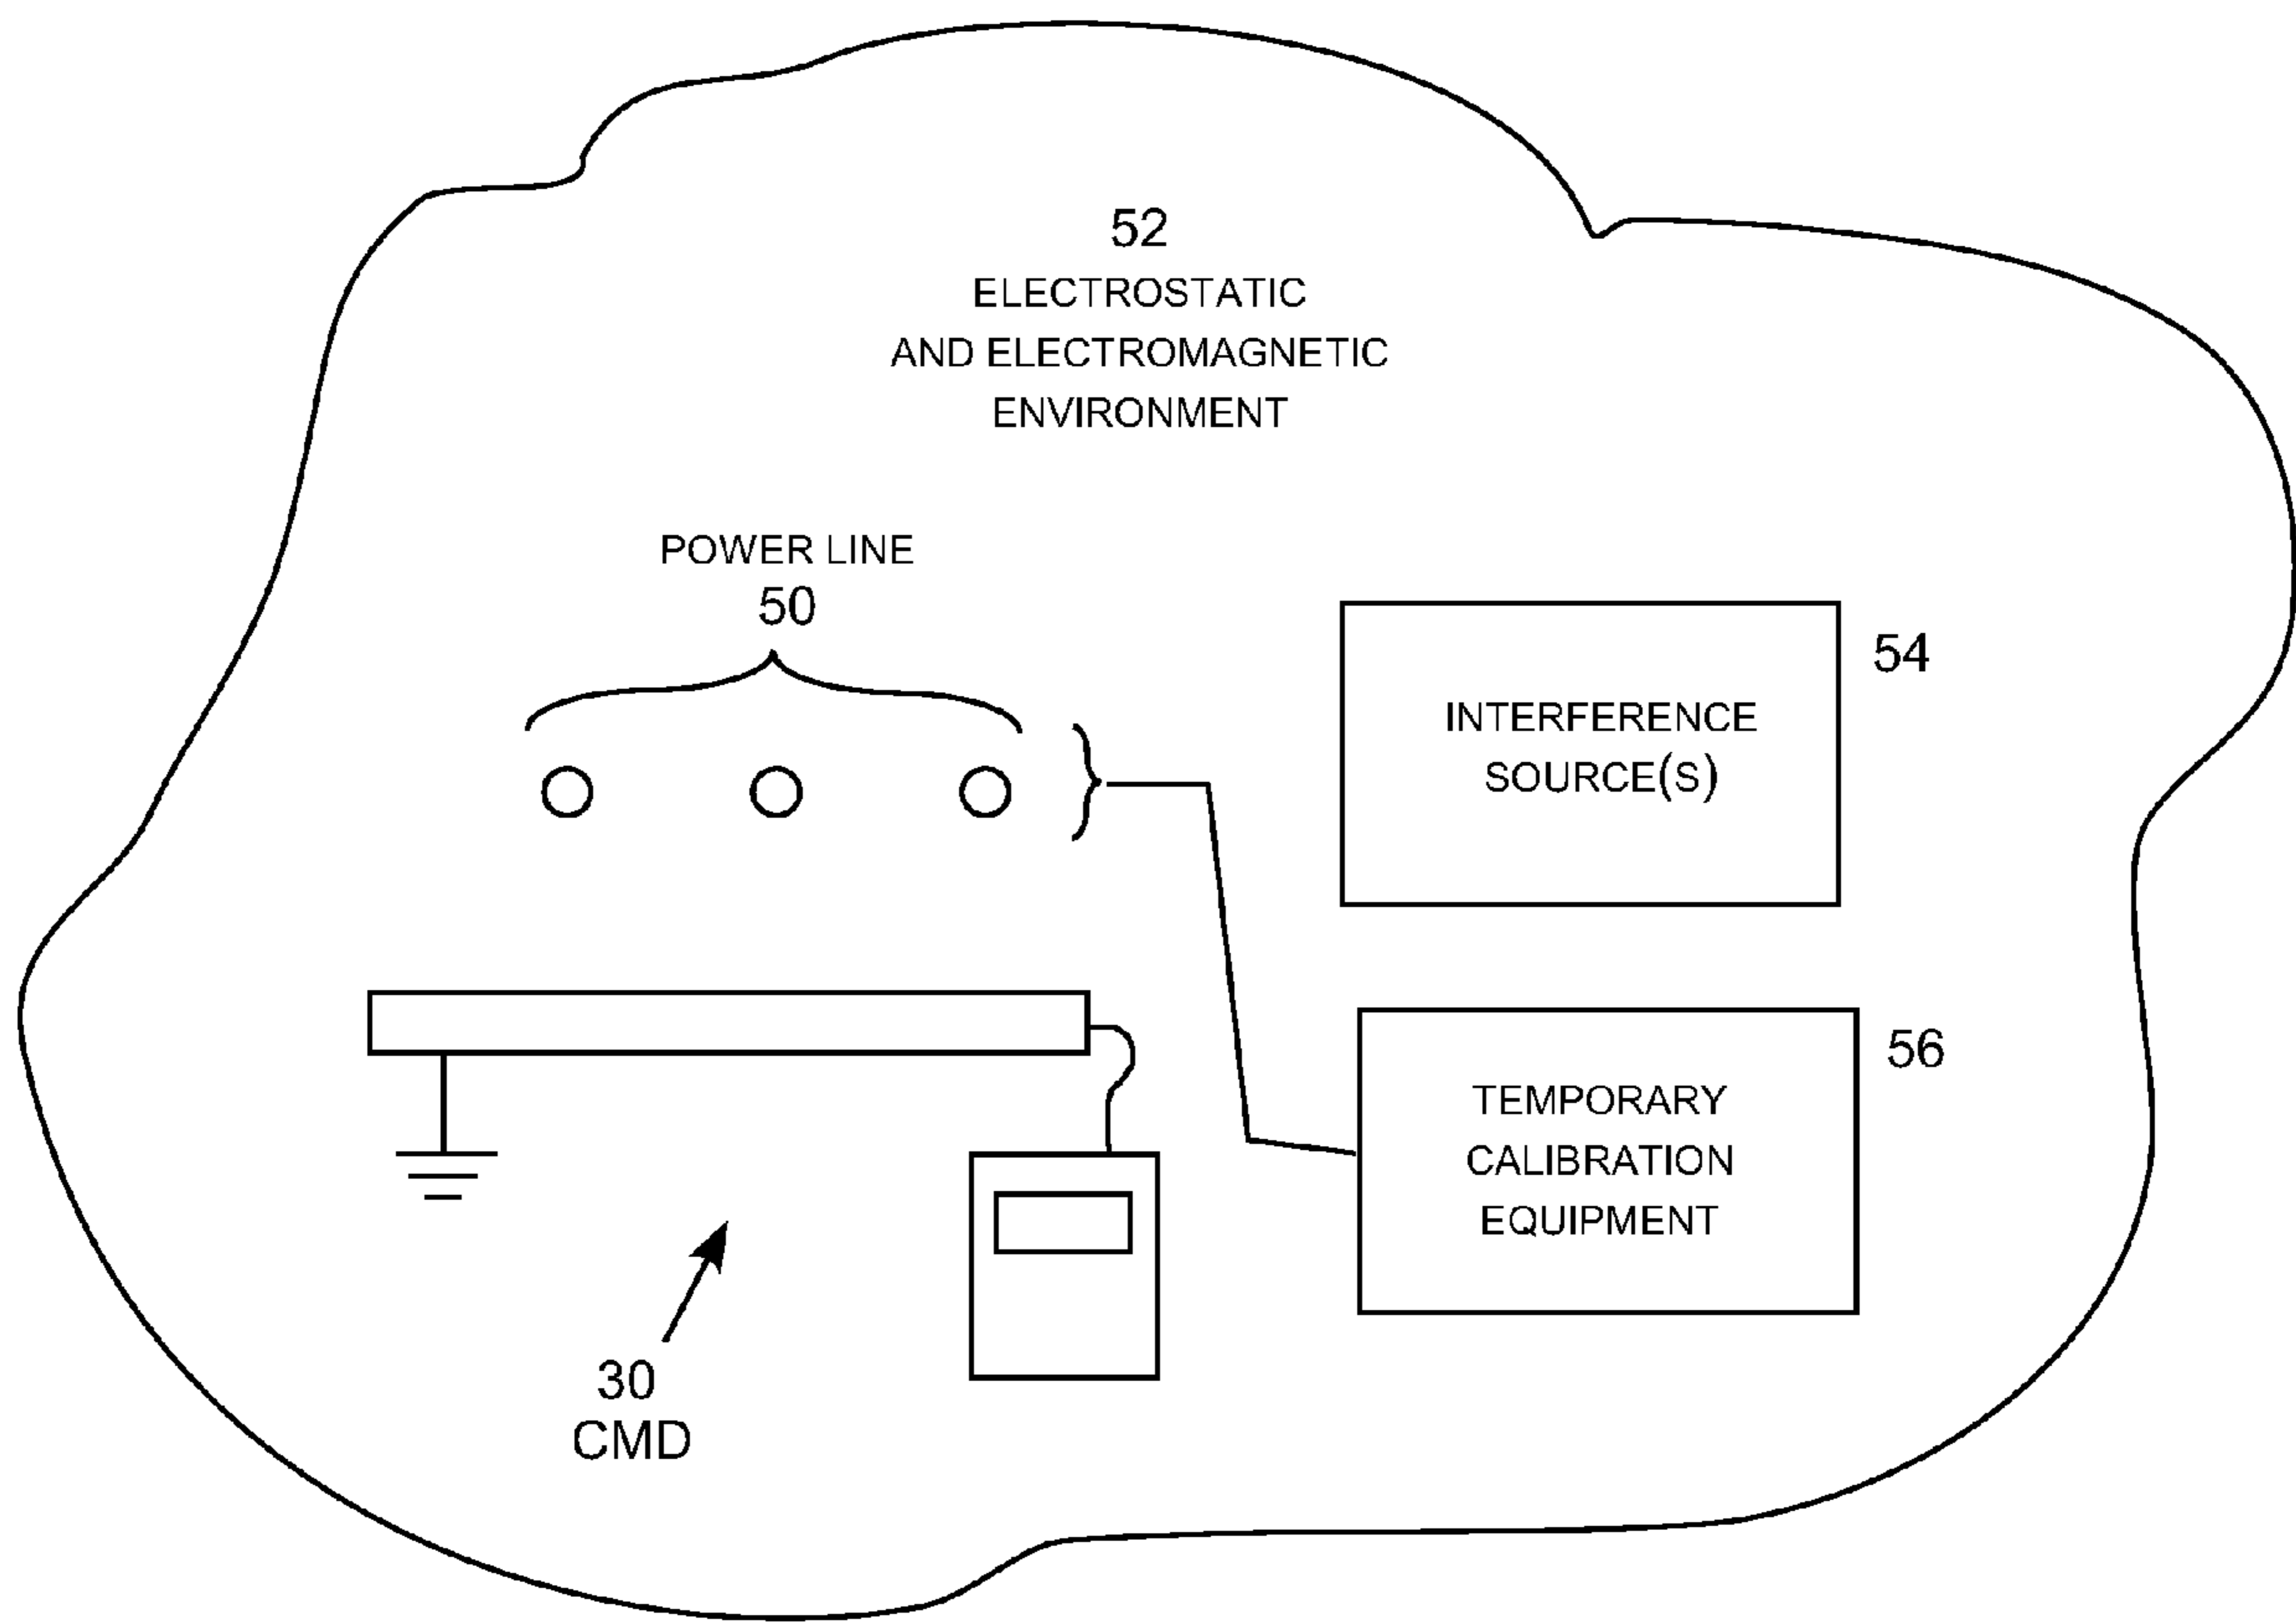 52
ELECTROSTATIC
AND ELECTROMAGNETIC
ENVIRONMENT
POWER LINE
50
54
INTERFERENCE
SOURCE(S)
56
TEMPORARY
CALIBRATION
EQUIPMENT
30
CMD